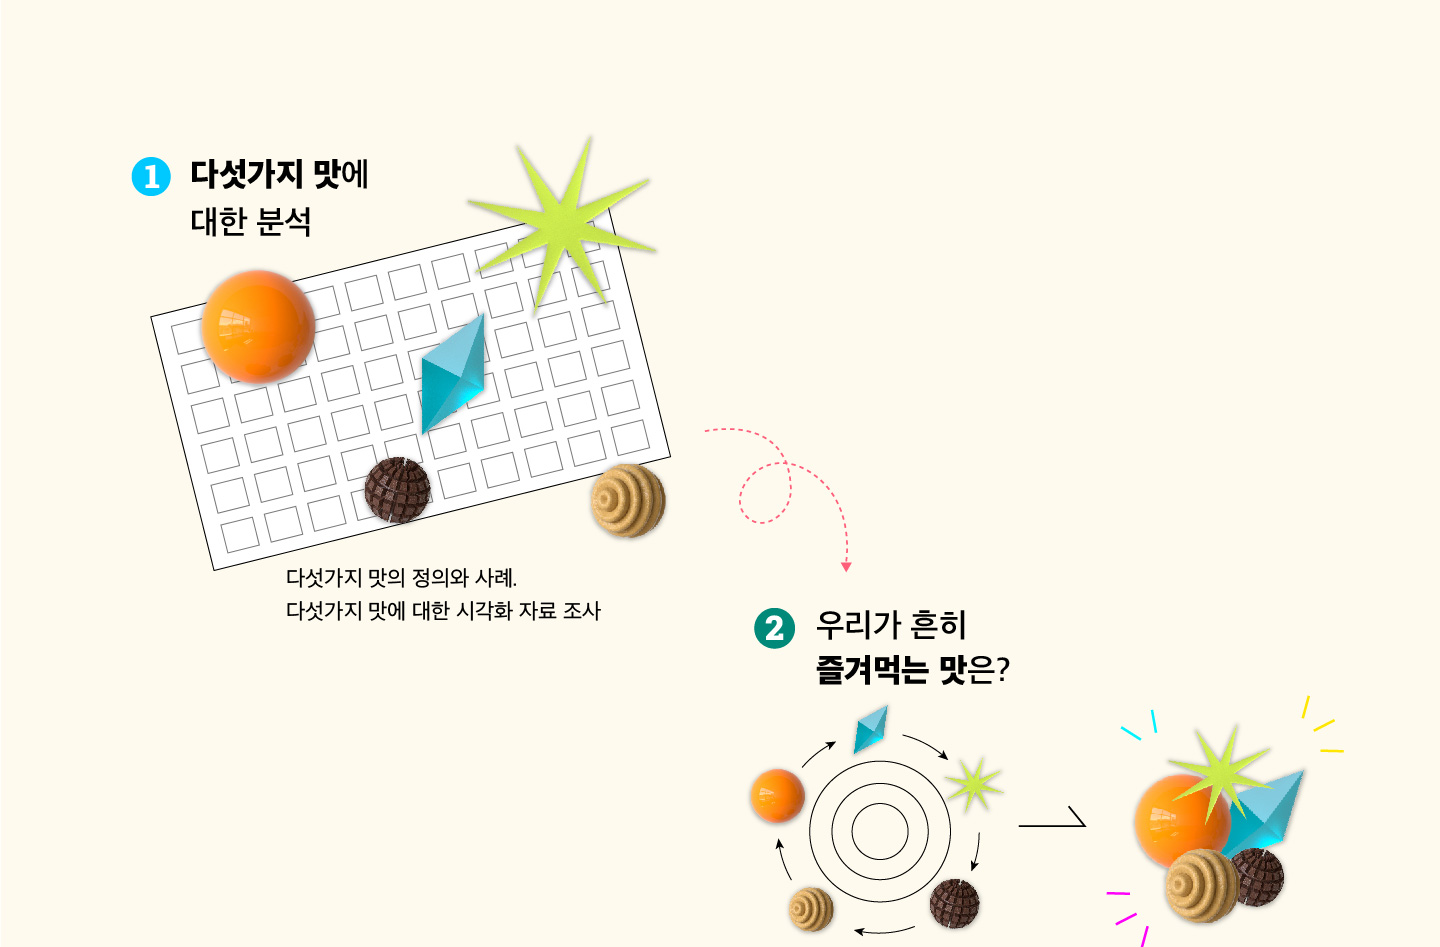 1 다섯가지 맛에
대한 분석
다섯가지 맛의 정의와 사례.
다섯가지 맛에 대한 시각화 자료 조사
2 우리가 흔히
즐겨먹는 맛은?